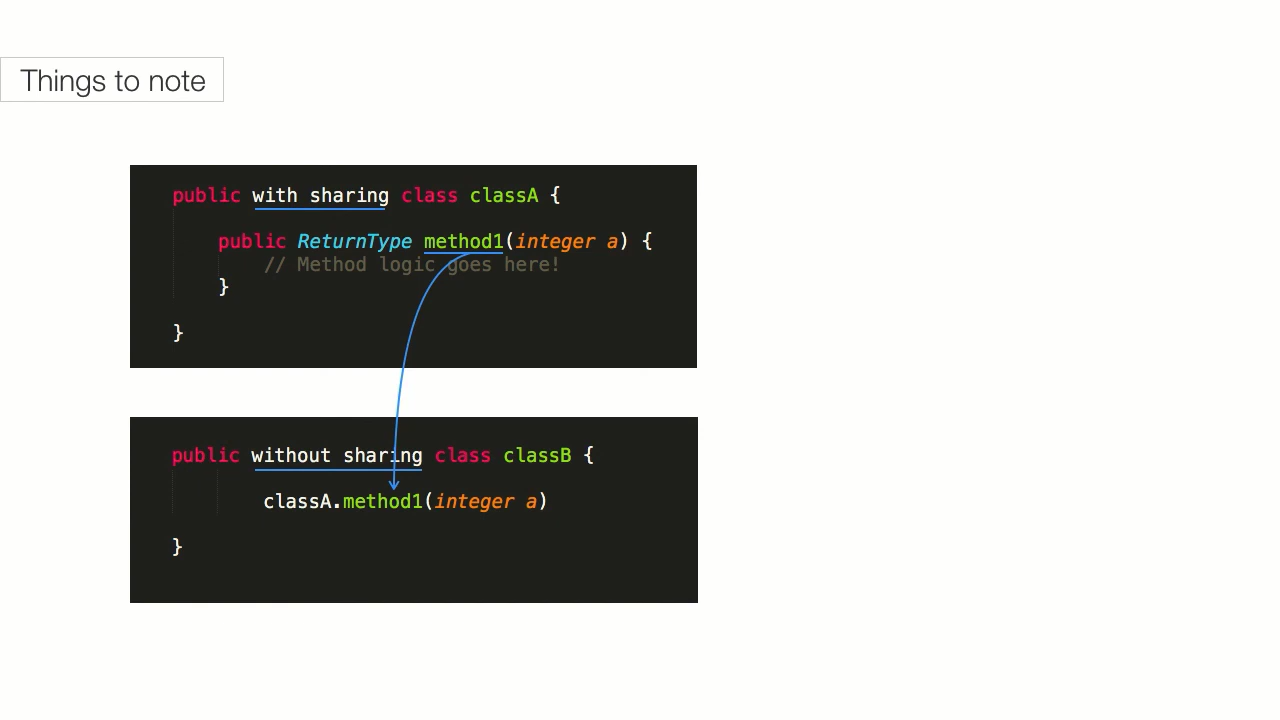 Things to note
public with sharing class classA {
public ReturnType method1(integer a) {
// Method logic goes here!
}
}
public without sharing class classB {
classA.method1(integer a)
}